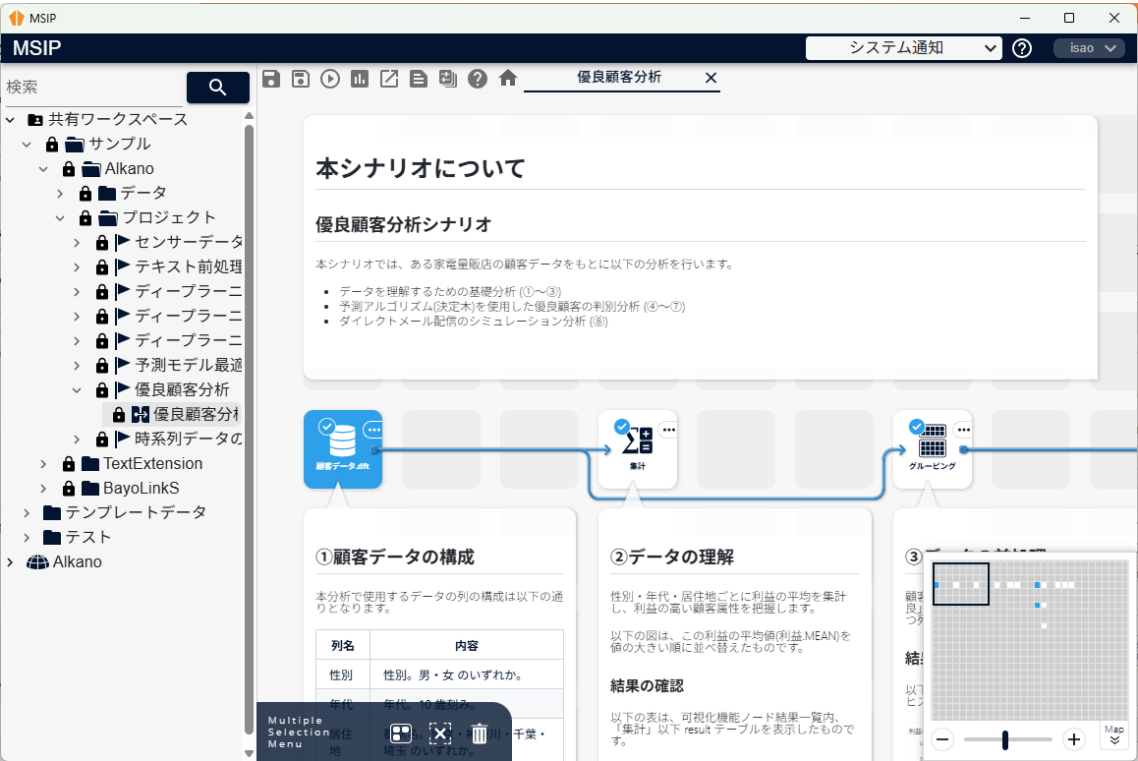 MSIP
MSIP
システム通知
isao
検索
優良顧客分析
共有ワークスペース
サンプル
Alkano
データ
プロジェクト
センサーデータ
テキスト前処理
ディープラーニ
ディープラーニ
ディープラーニ
予測モデル最適
優良顧客分析
優良顧客分析
時系列データの
TextExtension
BayoLinkS
テンプレートデータ
テスト
Alkano
本シナリオについて
優良顧客分析シナリオ
本シナリオでは、ある家電量販店の顧客データをもとに以下の分析を行います。
• データを理解するための基礎分析 (①～③)
• 予測アルゴリズム(決定木)を使用した優良顧客の判別分析 (④～⑦)
• ダイレクトメール配信のシミュレーション分析 (⑧)
顧客データ.dft
集計
グルーピング
①顧客データの構成
本分析で使用するデータの列の構成は以下の通
りとなります。
列名 内容
性別 性別。男・女 のいずれか。
年代 年代。10 歳刻み。
居住
地
川・千葉・
埼玉 のいずれか。
②データの理解
性別・年代・居住地ごとに利益の平均を集計
し、利益の高い顧客属性を把握します。
以下の図は、この利益の平均値(利益.MEAN)を
値の大きい順に並べ替えたものです。
結果の確認
以下の表は、可視化機能ノード結果一覧内、
「集計」以下 result テーブルを表示したもので
す。
③
Multiple
Selection
Menu
Map